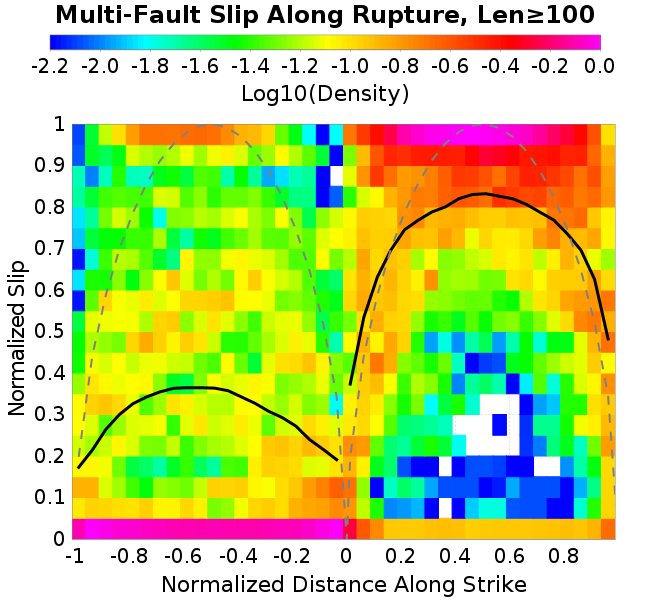 Multi-Fault Slip Along Rupture, Len≥100
-2.2 -2.0 -1.8 -1.6 -1.4 -1.2 -1.0 -0.8 -0.6 -0.4 -0.2 0.0
Log10(Density)
1
0.9
0.8
0.7
0.6
0.5
0.4
0.3
0.2
0.1
0
Normalized Slip
-1 -0.8 -0.6 -0.4 -0.2 0 0.2 0.4 0.6 0.8
Normalized Distance Along Strike